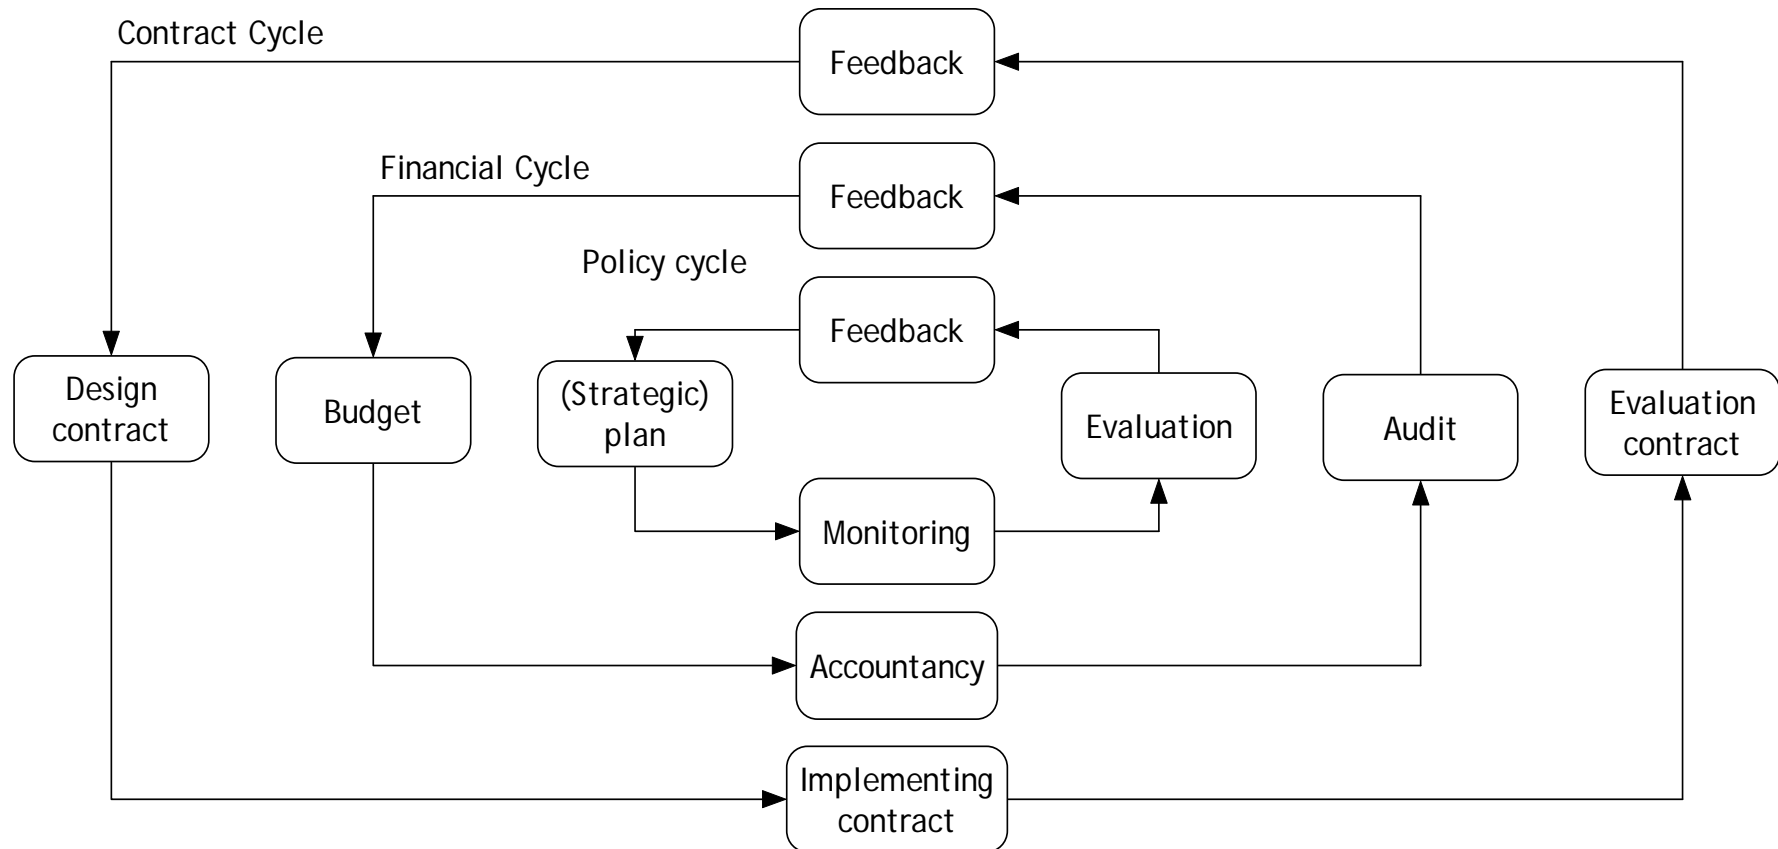 Contract Cycle
Feedback
Financial Cycle
Feedback
Policy cycle
Feedback
Design
contract
Budget
(Strategic)
plan
Evaluation
Audit
Evaluation
contract
Monitoring
Accountancy
Implementing
contract